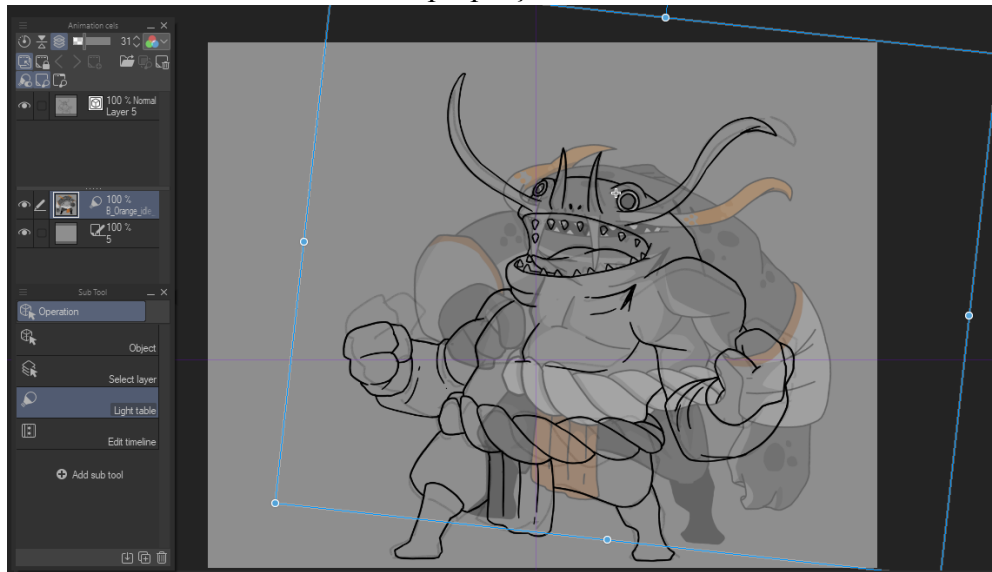 Animation cels
31
100 % Normal
Layer 5
100 %
B_Orange_idle
100 %
5
Sub Tool
Operation
Object
Select layer
Light table
Edit timeline
Add sub tool